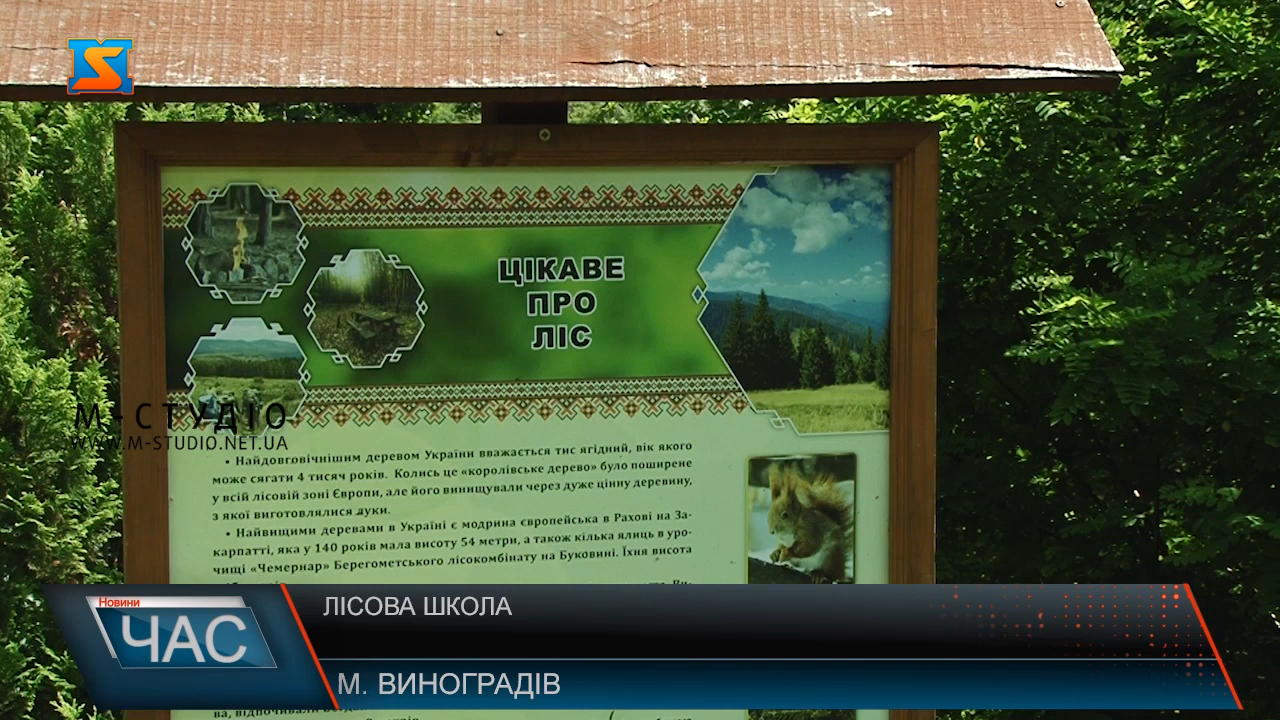 ЦІКАВЕ
ПРО
ЛІС
М-СТУДІО
WWW.M-STUDIO.NET.UA
• Найдовговічнішим деревом України вважається тис ягідний, вік якого
може сягати 4 тисяч років. Колись це «королівське дерево» було поширене
у всій лісовій зоні Європи, але його винищували через дуже цінну деревину,
з якої виготовлялися луки.
• Найвищими деревами в Україні є модрина європейська в Рахові на За-
карпатті, яка у 140 років мала висоту 54 метри, а також кілька ялиць в уро-
чищі «Чемернар» Берегометського лісокомбінату на Буковині. Їхня висота
Новини
ЧАС
ЛІСОВА ШКОЛА
М. ВИНОГРАДІВ
ва, відпочивали